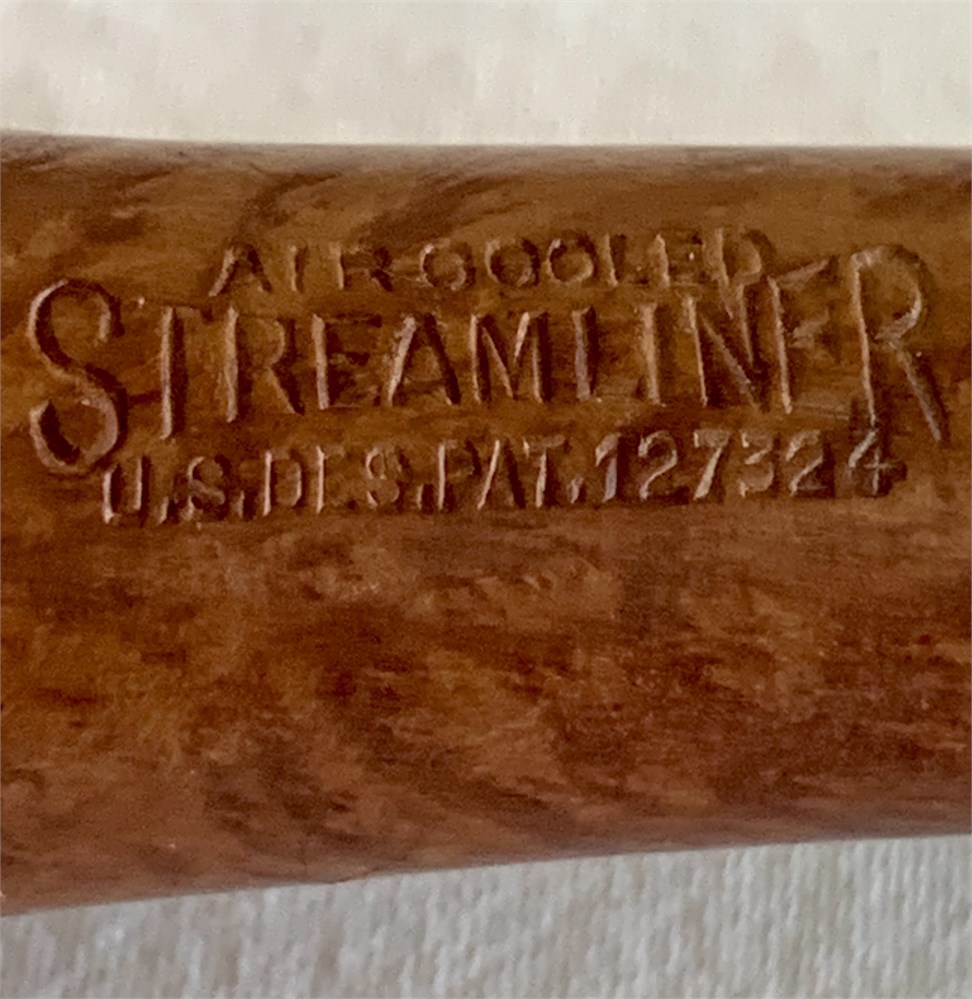 AIR COOLED
STREAMLINER
U.S.DES.PAT.127324